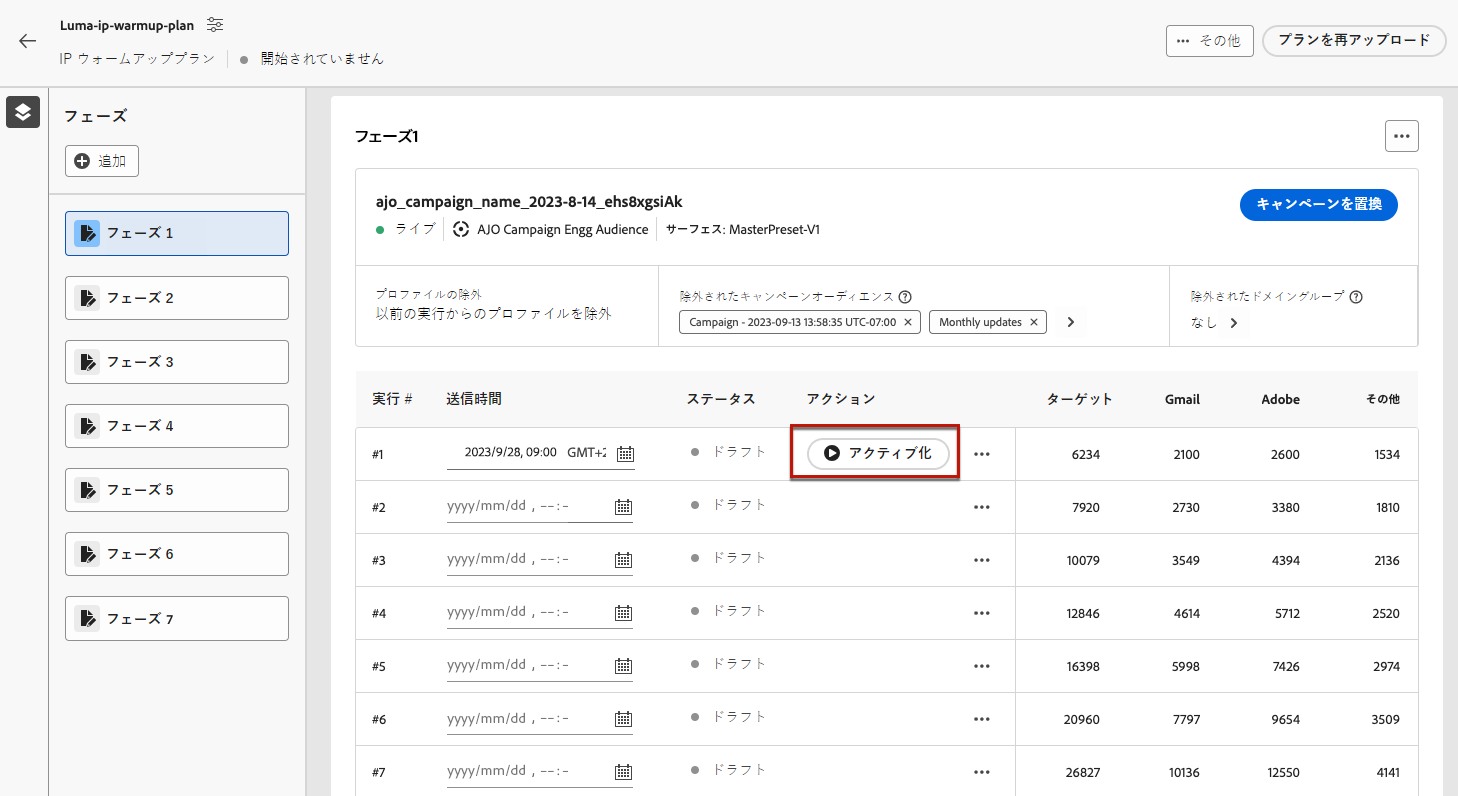 Luma-ip-warmup-plan
IP ウォームアッププラン 開始されていません
••• その他 プランを再アップロード
フェーズ
追加
フェーズ 1
フェーズ 2
フェーズ 3
フェーズ 4
フェーズ 5
フェーズ 6
フェーズ 7
フェーズ1
ajo_campaign_name_2023-8-14_ehs8xgsiAk
キャンペーンを置換
ライブ AJO Campaign Engg Audience サーフェス: MasterPreset-V1
プロファイルの除外
以前の実行からのプロファイルを除外
除外されたキャンペーンオーディエンス
Campaign - 2023-09-13 13:58:35 UTC-07:00 × Monthly updates ×
除外されたドメイングループ
なし
実行 # 送信時間 ステータス アクション ターゲット Gmail Adobe その他
#1 2023/9/28, 09:00 GMT+2 ドラフト アクティブ化 6234 2100 2600 1534
#2 yyyy/mm/dd , --:-- ドラフト 7920 2730 3380 1810
#3 yyyy/mm/dd , --:-- ドラフト 10079 3549 4394 2136
#4 yyyy/mm/dd , --:-- ドラフト 12846 4614 5712 2520
#5 yyyy/mm/dd , --:-- ドラフト 16398 5998 7426 2974
#6 yyyy/mm/dd , --:-- ドラフト 20960 7797 9654 3509
#7 yyyy/mm/dd , --:-- ドラフト 26827 10136 12550 4141